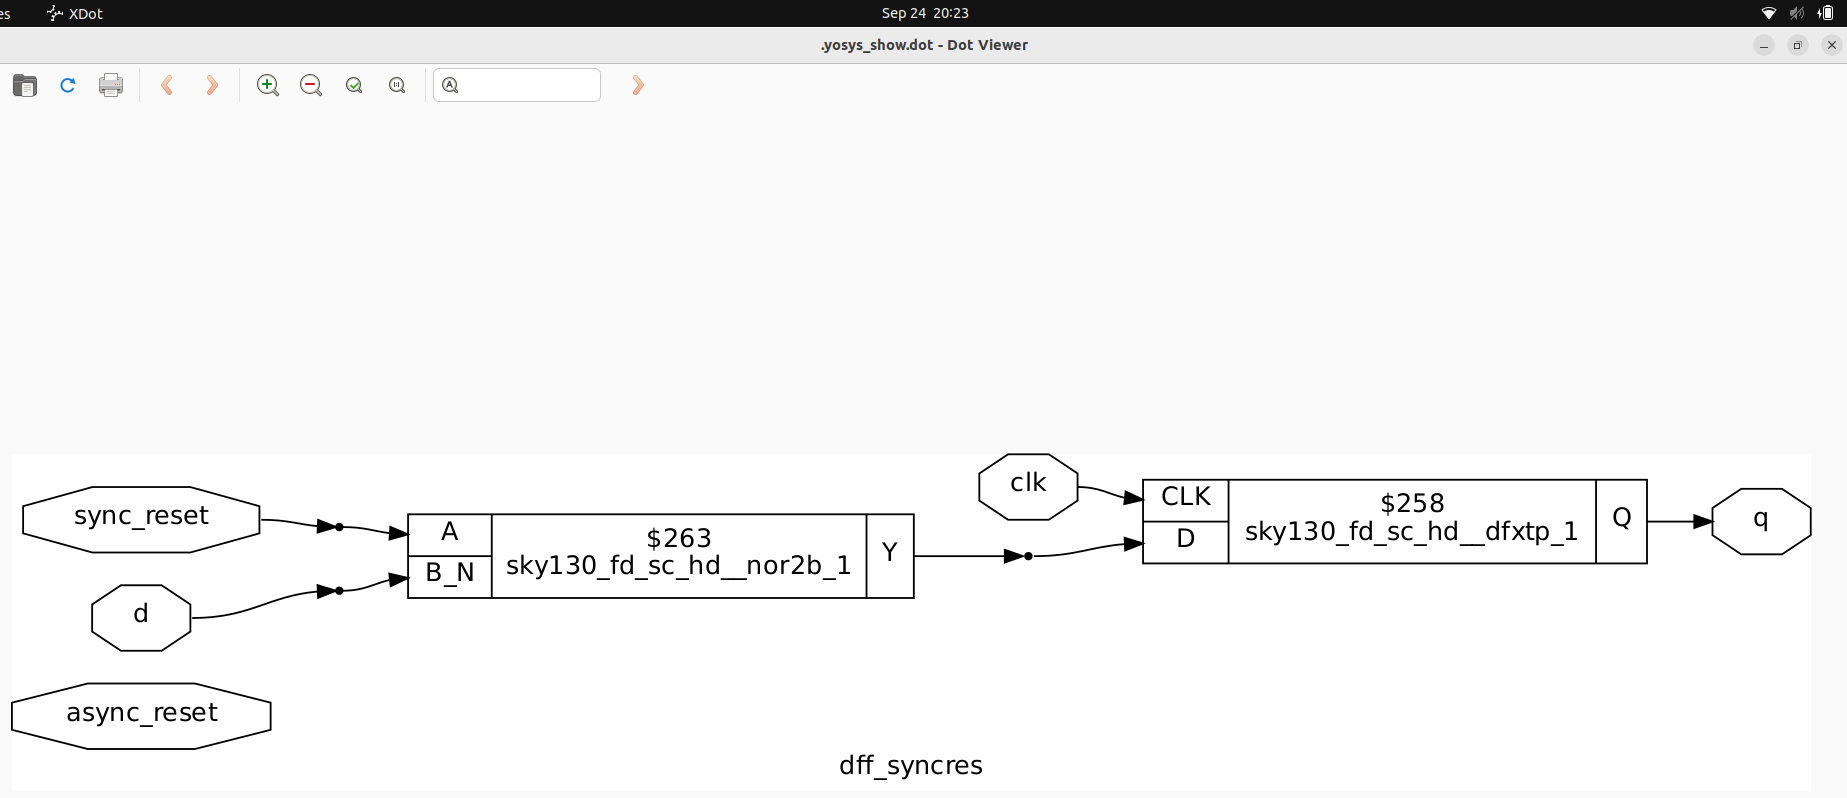 es XDot Sep 24 20:23
.yosys_show.dot - Dot Viewer
sync_reset
d
async_reset
A
B_N
$263
sky130_fd_sc_hd__nor2b_1
Y
clk
CLK
D
$258
sky130_fd_sc_hd__dfxtp_1
Q
q
dff_syncres